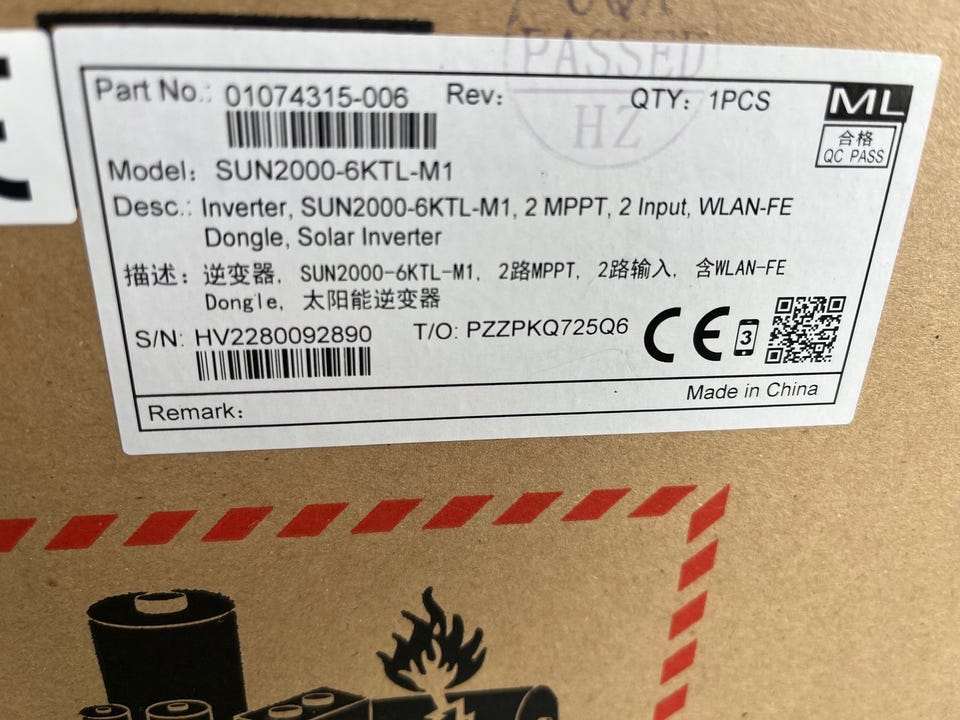 PASSED
HZ
Part No.: 01074315-006 Rev: QTY: 1PCS
ML
合格
QC PASS
Model: SUN2000-6KTL-M1
Desc.: Inverter, SUN2000-6KTL-M1, 2 MPPT, 2 Input, WLAN-FE
Dongle, Solar Inverter
描述: 逆变器, SUN2000-6KTL-M1, 2路MPPT, 2路输入, 含WLAN-FE
Dongle, 太阳能逆变器
S/N: HV2280092890 T/O: PZZPKQ725Q6
CE
3
Made in China
Remark: